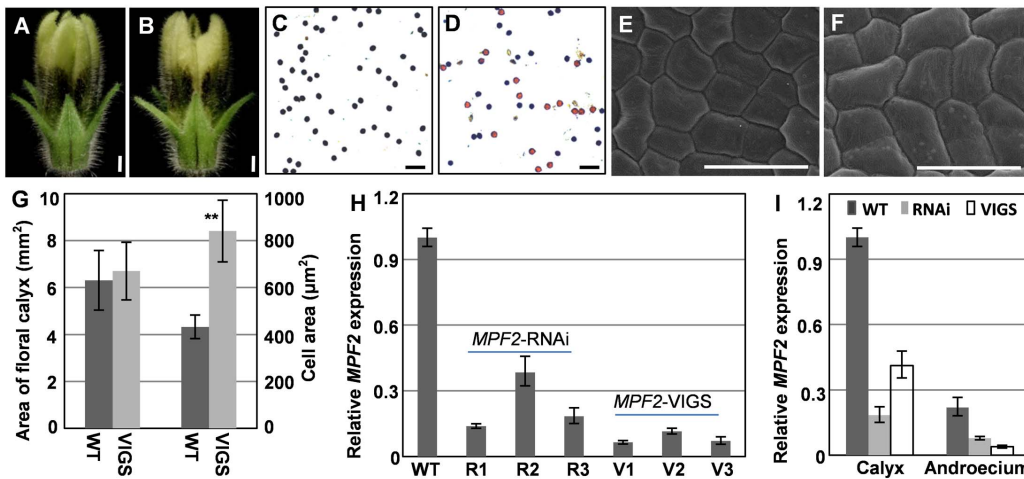 A
B
C
D
E
F
G
Area of floral calyx (mm²)
10
8
6
4
2
0
1000
800
600
400
200
0
Cell area (µm²)
**
WT
VIGS
WT
VIGS
H
Relative MPF2 expression
1.2
0.9
0.6
0.3
0
MPF2-RNAi
MPF2-VIGS
WT R1 R2 R3 V1 V2 V3
I
WT RNAi VIGS
Relative MPF2 expression
1.2
0.9
0.6
0.3
0
Calyx Androecium